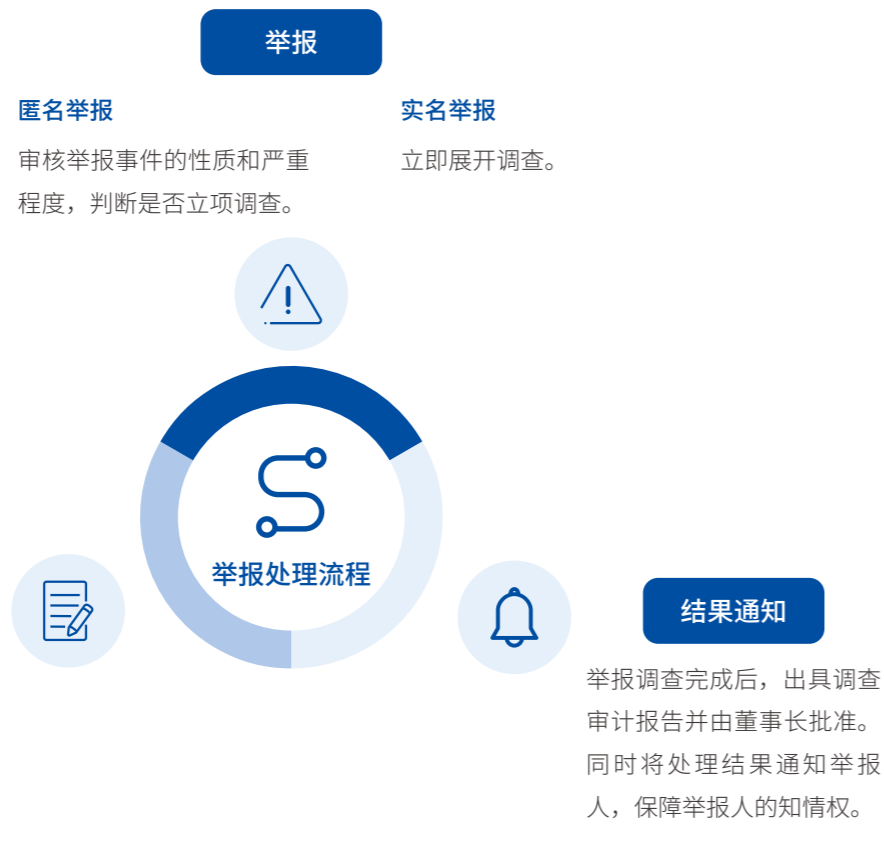 举报
匿名举报
审核举报事件的性质和严重
程度，判断是否立项调查。
实名举报
立即展开调查。
举报处理流程
结果通知
举报调查完成后，出具调查
审计报告并由董事长批准。
同时将处理结果通知举报
人，保障举报人的知情权。